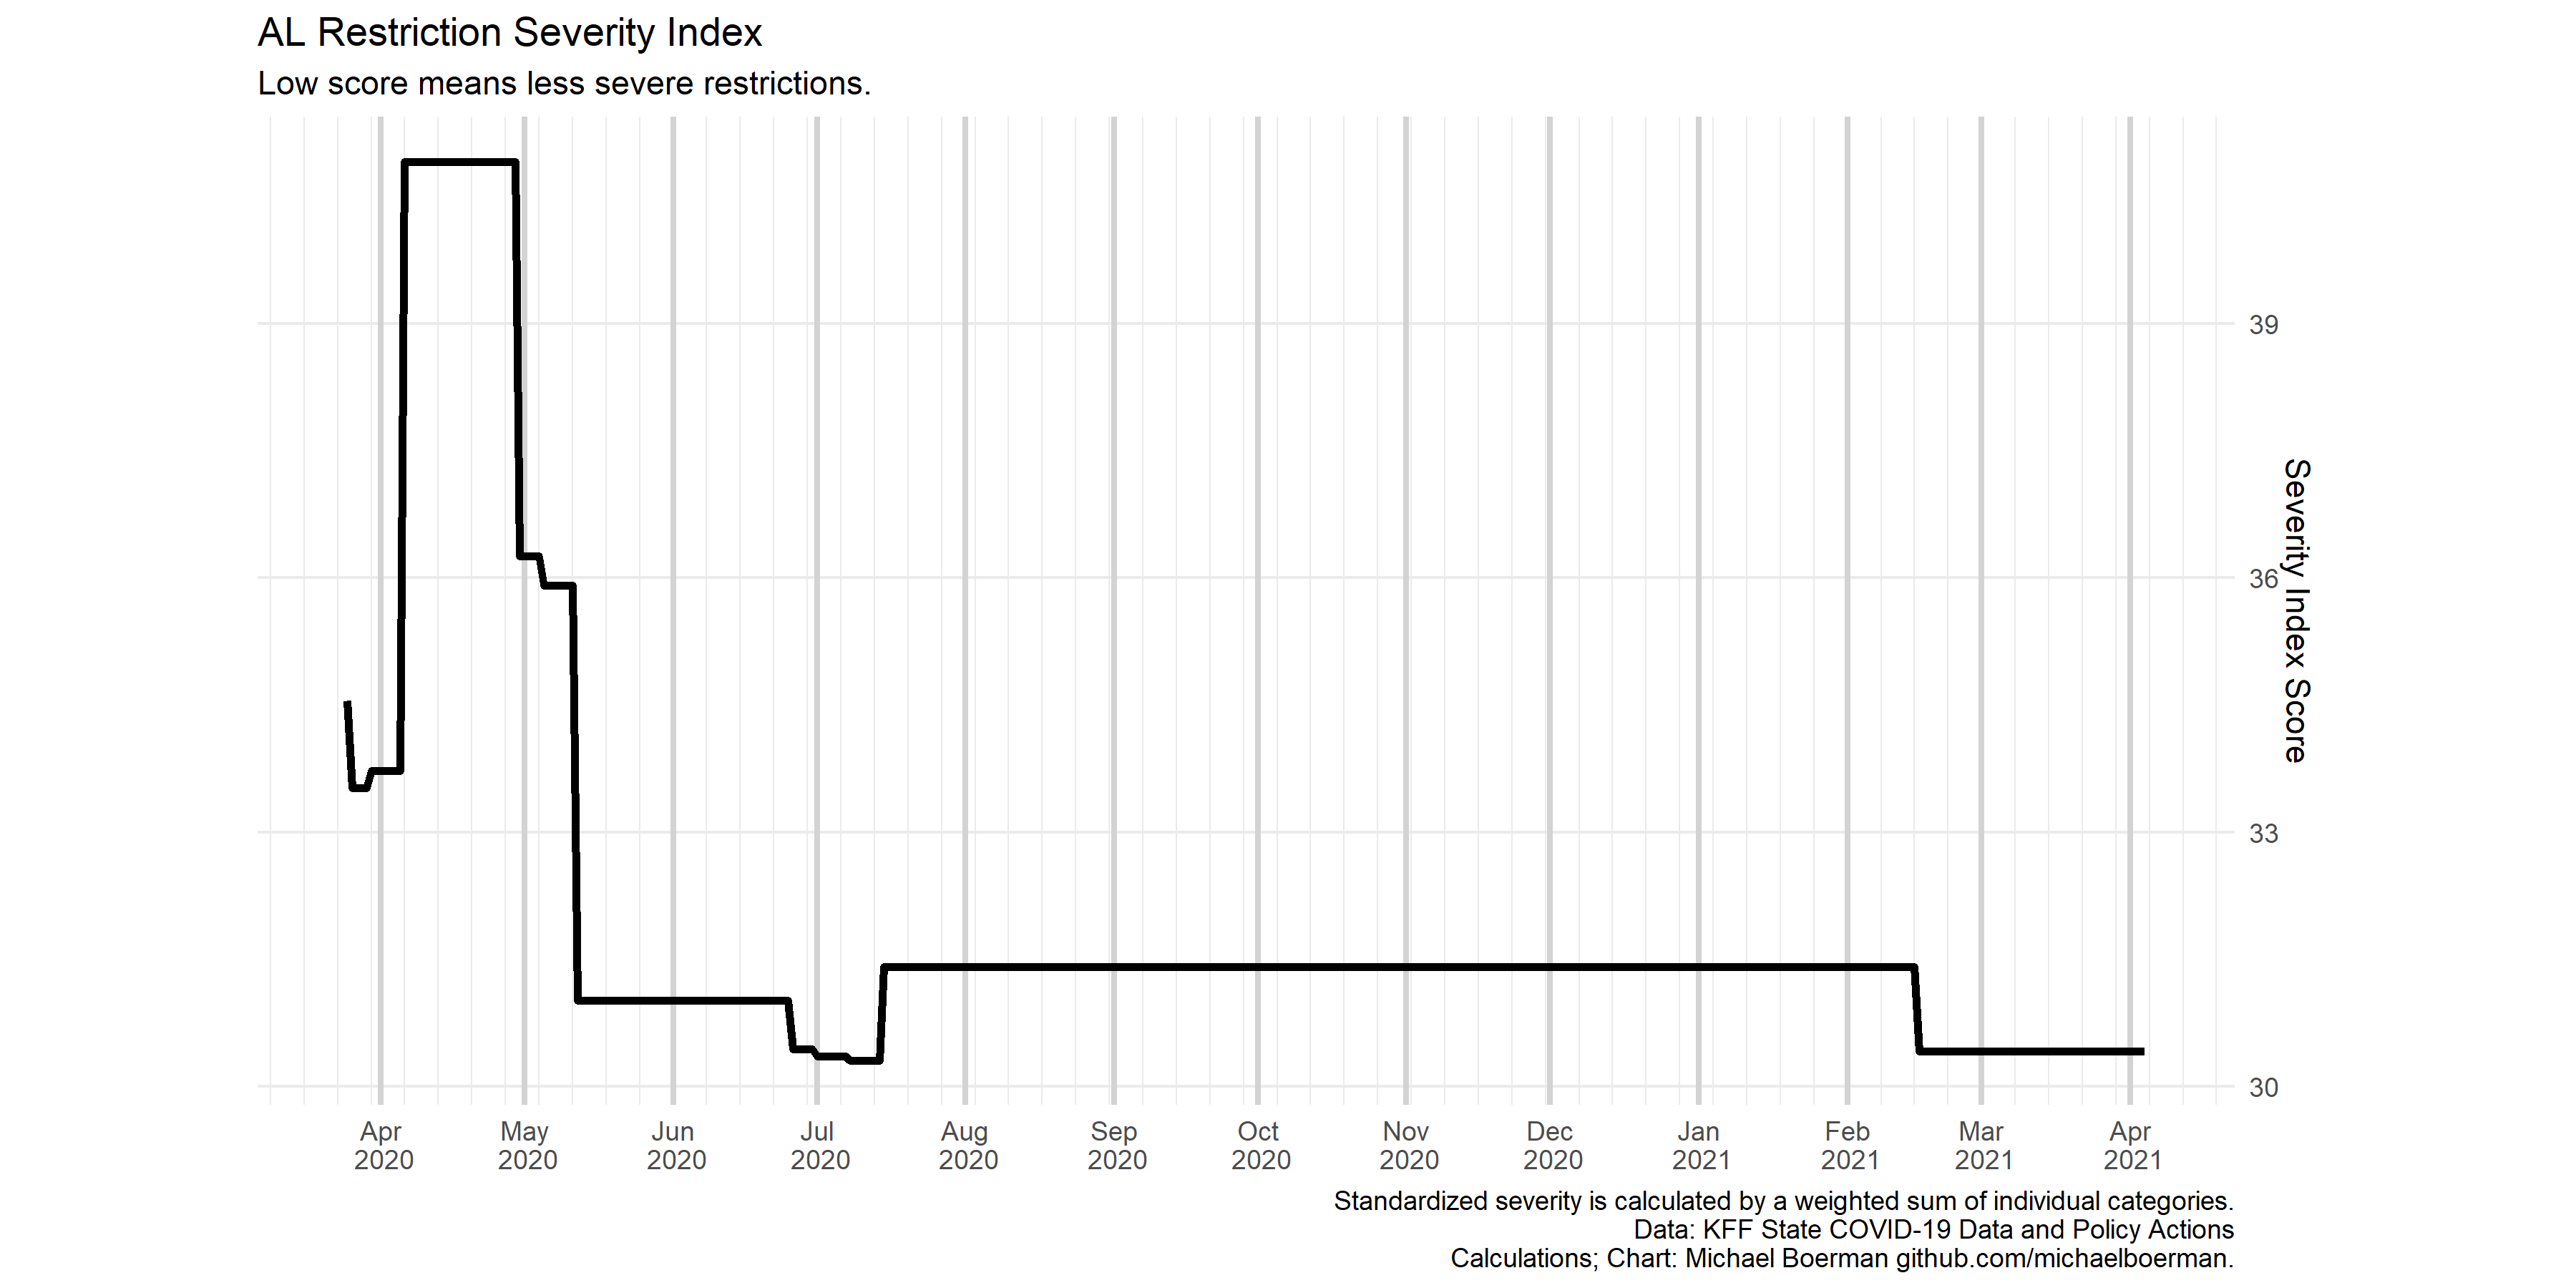 AL Restriction Severity Index
Low score means less severe restrictions.
39
36
33
30
Severity Index Score
Apr May Jun Jul Aug Sep Oct Nov Dec Jan Feb Mar Apr
2020 2020 2020 2020 2020 2020 2020 2020 2020 2021 2021 2021 2021
Standardized severity is calculated by a weighted sum of individual categories.
Data: KFF State COVID-19 Data and Policy Actions
Calculations; Chart: Michael Boerman github.com/michaelboerman.